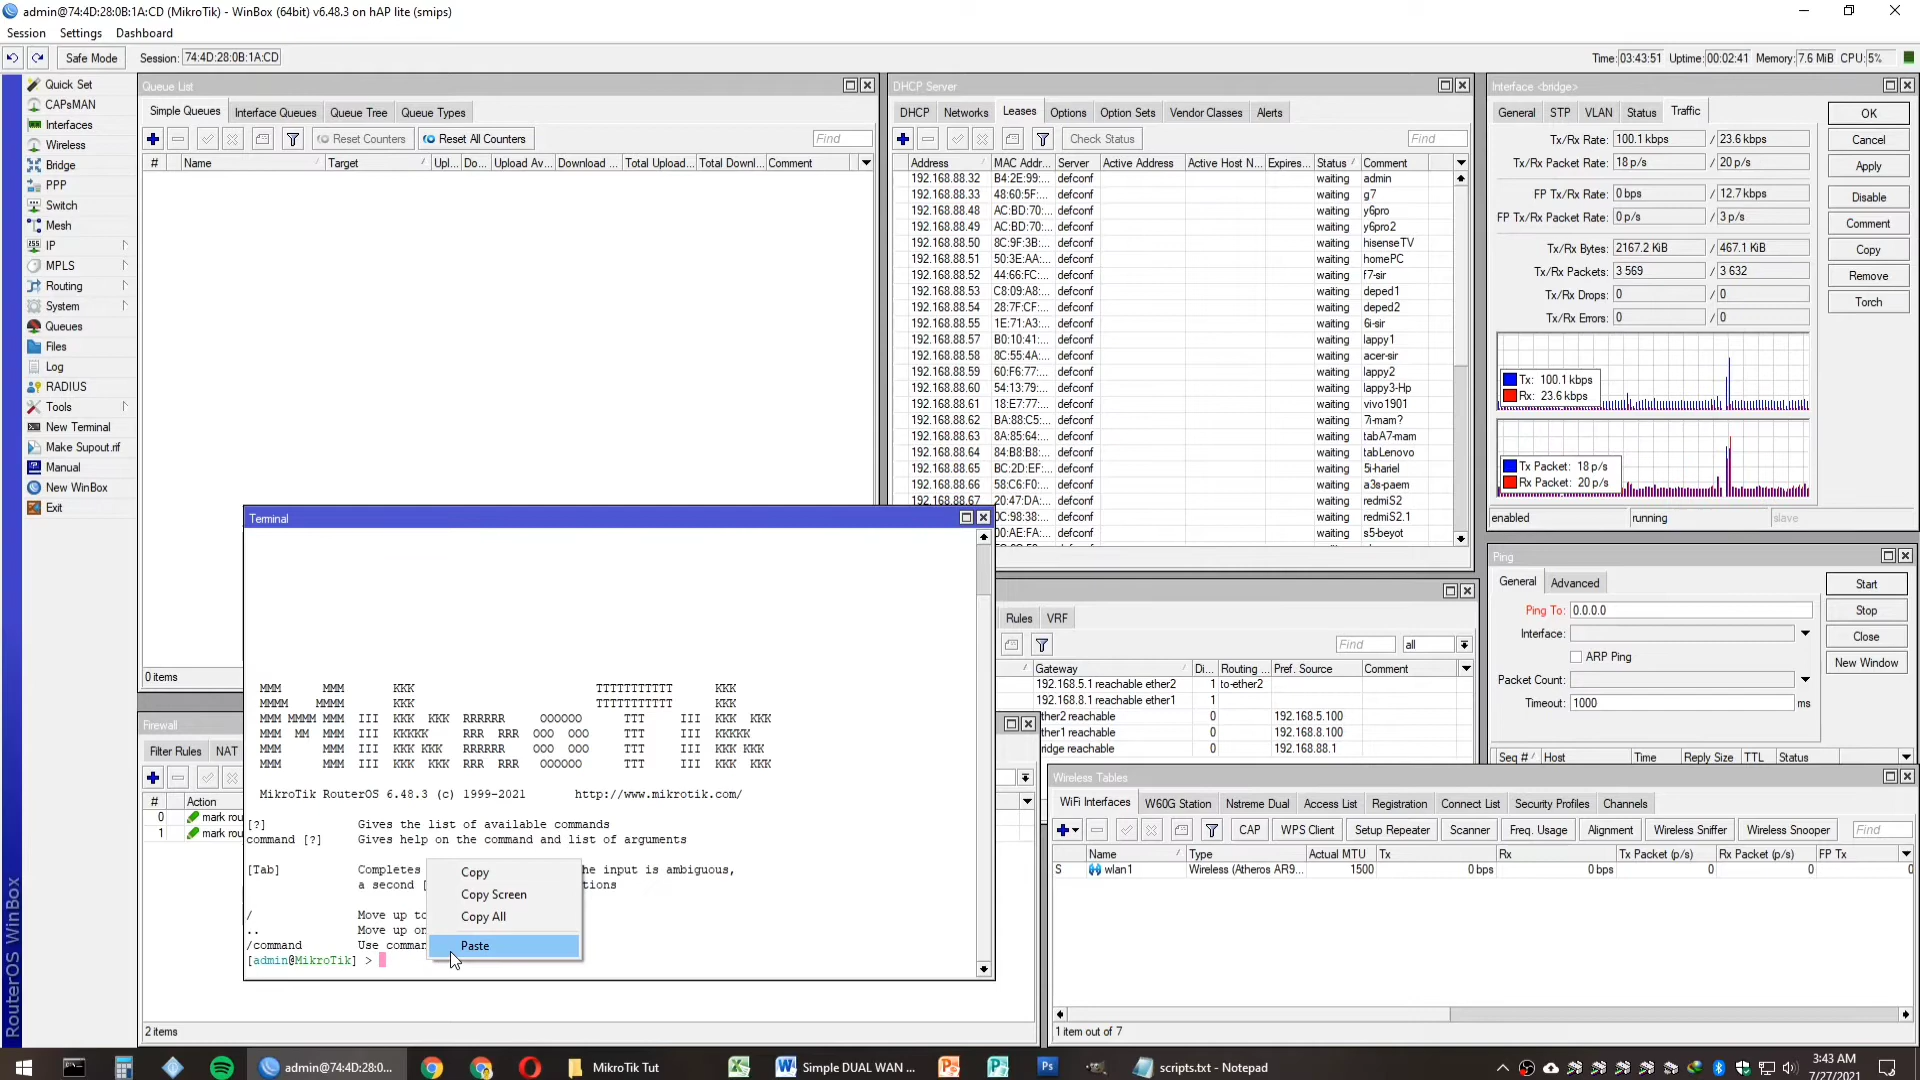 admin@74:4D:28:0B:1A:CD (MikroTik) - WinBox (64bit) v6.48.3 on hAP lite (smips)
Session Settings Dashboard
Safe Mode Session: 74:4D:28:0B:1A:CD Time: 03:43:51 Uptime: 00:02:41 Memory: 7.6 MiB CPU: 5%
Quick Set
CAPsMAN
Interfaces
Wireless
Bridge
PPP
Switch
Mesh
IP
MPLS
Routing
System
Queues
Files
Log
RADIUS
Tools
New Terminal
Make Supout.rif
Manual
New WinBox
Exit
RouterOS WinBox
Queue List
Simple Queues Interface Queues Queue Tree Queue Types
Reset Counters Reset All Counters Find
# Name Target Upl... Do... Upload Av... Download ... Total Upload... Total Downl... Comment
0 items
DHCP Server
DHCP Networks Leases Options Option Sets Vendor Classes Alerts
Check Status Find
Address MAC Addr... Server Active Address Active Host N... Expires... Status Comment
192.168.88.32 B4:2E:99:... defconf waiting admin
192.168.88.33 48:60:5F:... defconf waiting g7
192.168.88.48 AC:BD:70:... defconf waiting y6pro
192.168.88.49 AC:BD:70:... defconf waiting y6pro2
192.168.88.50 8C:9F:3B:... defconf waiting hisenseTV
192.168.88.51 50:3E:AA:... defconf waiting homePC
192.168.88.52 44:66:FC:... defconf waiting f7-sir
192.168.88.53 C8:09:A8:... defconf waiting deped1
192.168.88.54 28:7F:CF:... defconf waiting deped2
192.168.88.55 1E:71:A3:... defconf waiting 6i-sir
192.168.88.57 B0:10:41:... defconf waiting lappy1
192.168.88.58 8C:55:4A:... defconf waiting acer-sir
192.168.88.59 60:F6:77:... defconf waiting lappy2
192.168.88.60 54:13:79:... defconf waiting lappy3-Hp
192.168.88.61 18:E7:77:... defconf waiting vivo1901
192.168.88.62 BA:88:C5:... defconf waiting 7i-mam?
192.168.88.63 8A:85:64:... defconf waiting tabA7-mam
192.168.88.64 84:B8:B8:... defconf waiting tabLenovo
192.168.88.65 BC:2D:EF:... defconf waiting 5i-hariel
192.168.88.66 58:C6:F0:... defconf waiting a3s-paem
192.168.88.67 20:47:DA:... defconf waiting redmiS2
0C:98:38:... defconf waiting redmiS2.1
00:AE:FA:... defconf waiting s5-beyot
Interface <bridge>
General STP VLAN Status Traffic
Tx/Rx Rate: 100.1 kbps / 23.6 kbps
Tx/Rx Packet Rate: 18 p/s / 20 p/s
FP Tx/Rx Rate: 0 bps / 12.7 kbps
FP Tx/Rx Packet Rate: 0 p/s / 3 p/s
Tx/Rx Bytes: 2167.2 KiB / 467.1 KiB
Tx/Rx Packets: 3 569 / 3 632
Tx/Rx Drops: 0 / 0
Tx/Rx Errors: 0 / 0
Tx: 100.1 kbps
Rx: 23.6 kbps
Tx Packet: 18 p/s
Rx Packet: 20 p/s
enabled running slave
OK
Cancel
Apply
Disable
Comment
Copy
Remove
Torch
Terminal
MMM MMM KKK TTTTTTTTTTT KKK
MMMM MMMM KKK TTTTTTTTTTT KKK
MMM MMMM MMM III KKK KKK RRRRRR OOOOOO TTT III KKK KKK
MMM MM MMM III KKKKK RRR RRR OOO OOO TTT III KKKKK
MMM MMM III KKK KKK RRRRRR OOO OOO TTT III KKK KKK
MMM MMM III KKK KKK RRR RRR OOOOOO TTT III KKK KKK
MikroTik RouterOS 6.48.3 (c) 1999-2021 http://www.mikrotik.com/
[?] Gives the list of available commands
command [?] Gives help on the command and list of arguments
[Tab] Completes he input is ambiguous,
a second [ tions
/ Move up to
.. Move up on
/command Use comman
[admin@MikroTik] >
Copy
Copy Screen
Copy All
Paste
Rules VRF
Find all
Gateway Di... Routing ... Pref. Source Comment
192.168.5.1 reachable ether2 1 to-ether2
192.168.8.1 reachable ether1 1
ther2 reachable 0 192.168.5.100
ther1 reachable 0 192.168.8.100
ridge reachable 0 192.168.88.1
Ping
General Advanced
Ping To: 0.0.0.0
Interface:
ARP Ping
Packet Count:
Timeout: 1000 ms
Start
Stop
Close
New Window
Seq # Host Time Reply Size TTL Status
Firewall
Filter Rules NAT
# Action
0 mark rou
1 mark rou
2 items
Wireless Tables
WiFi Interfaces W60G Station Nstreme Dual Access List Registration Connect List Security Profiles Channels
CAP WPS Client Setup Repeater Scanner Freq. Usage Alignment Wireless Sniffer Wireless Snooper Find
Name Type Actual MTU Tx Rx Tx Packet (p/s) Rx Packet (p/s) FP Tx
S wlan1 Wireless (Atheros AR9... 1500 0 bps 0 bps 0 0 0
1 item out of 7
admin@74:4D:28:0... MikroTik Tut Simple DUAL WAN ... scripts.txt - Notepad
3:43 AM
7/27/2021